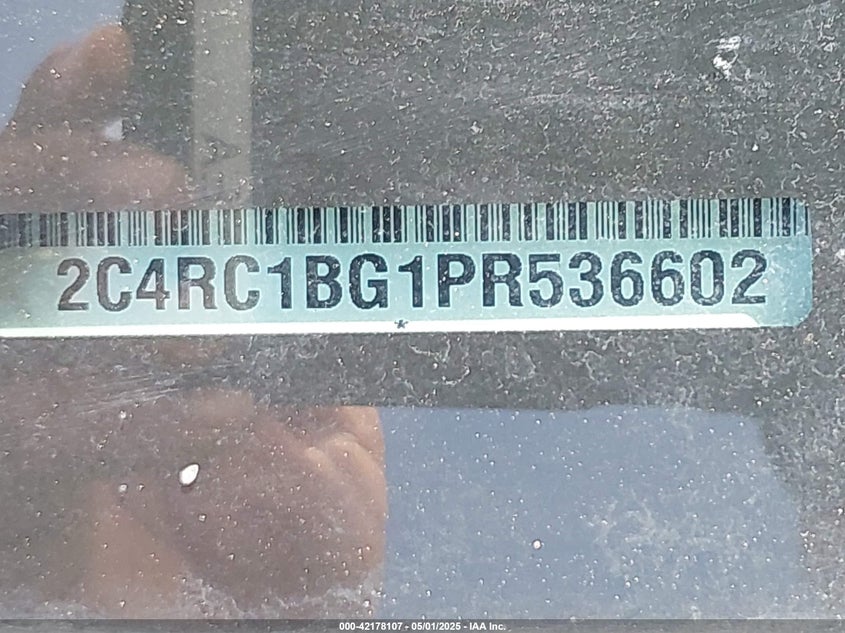 A
2C4RC1BG1PR536602
*
000-42178107 - 05/01/2025 - IAA Inc.